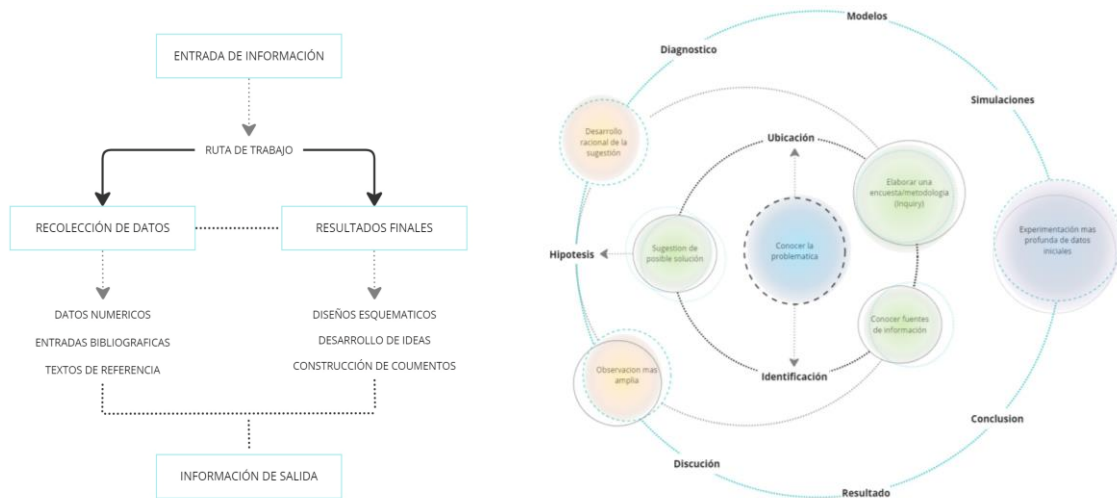 ENTRADA DE INFORMACIÓN
RUTA DE TRABAJO
RECOLECCIÓN DE DATOS
RESULTADOS FINALES
DATOS NUMERICOS
ENTRADAS BIBLIOGRAFICAS
TEXTOS DE REFERENCIA
DISEÑOS ESQUEMATICOS
DESARROLLO DE IDEAS
CONSTRUCCIÓN DE COUMENTOS
INFORMACIÓN DE SALIDA
Modelos
Diagnostico
Simulaciones
Desarrollo
racional de la
sugestión
Ubicación
Elaborar una
encuesta/metodologia
(Inquiry)
Hipotesis
Sugestion de
posible solución
Conocer la
problematica
Experimentación mas
profunda de datos
iniciales
Conocer fuentes
de información
Observacion mas
amplia
Identificación
Conclusion
Discución
Resultado